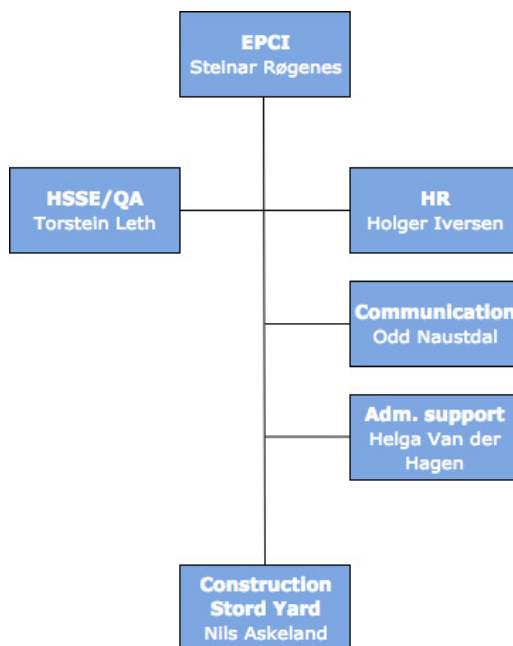 EPCI
Steinar Røgenes
HSSE/QA
Torstein Leth
HR
Holger Iversen
Communication
Odd Naustdal
Adm. support
Helga Van der
Hagen
Construction
Stord Yard
Nils Askeland